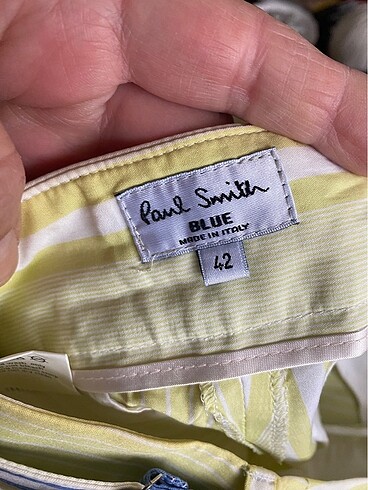 Paul Smith
BLUE
MADE IN ITALY
42